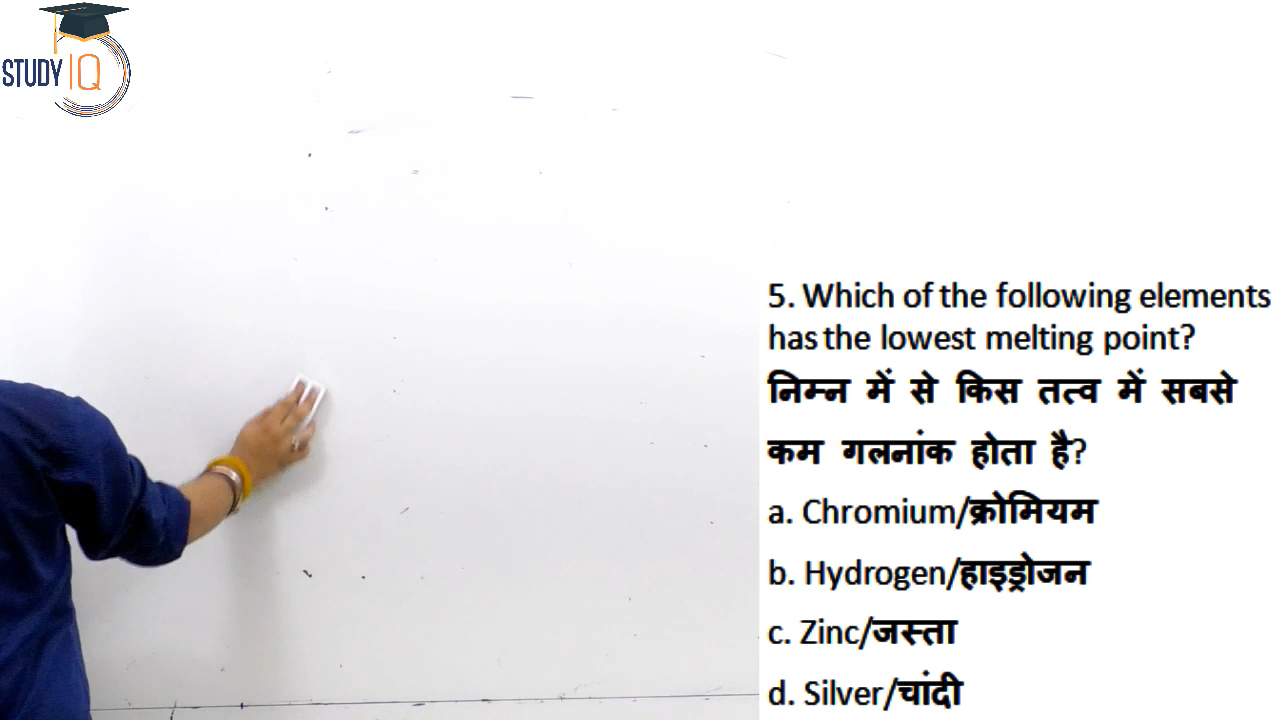 STUDY IQ
5. Which of the following elements
has the lowest melting point?
निम्न में से किस तत्व में सबसे
कम गलनांक होता है?
a. Chromium/क्रोमियम
b. Hydrogen/हाइड्रोजन
c. Zinc/जस्ता
d. Silver/चांदी